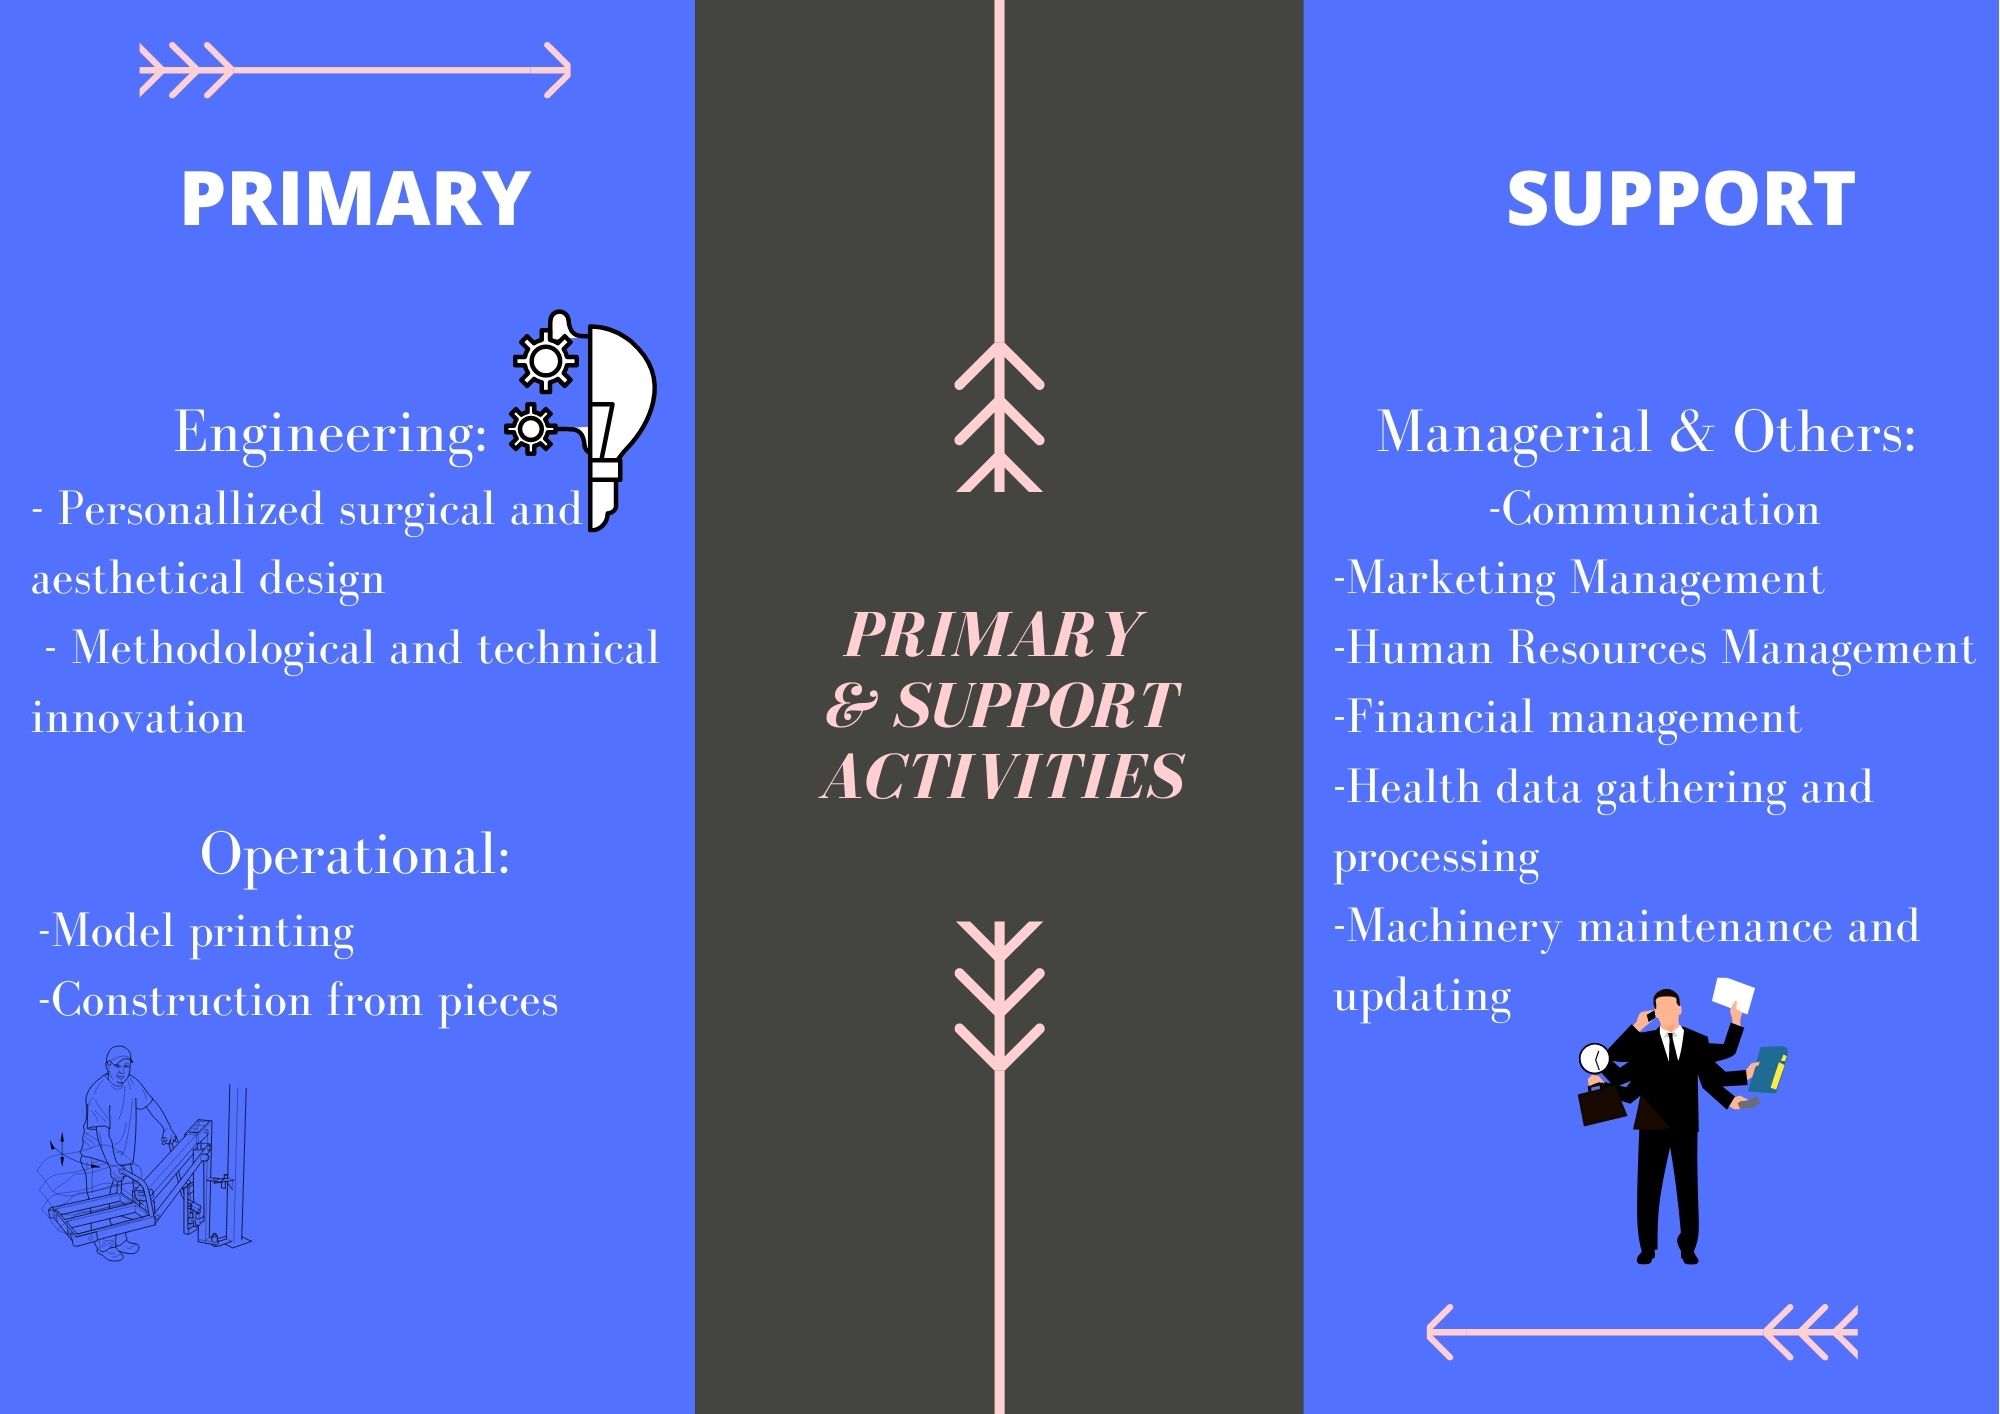 PRIMARY
Engineering:
- Personallized surgical and
aesthetical design
- Methodological and technical
innovation
Operational:
-Model printing
-Construction from pieces
PRIMARY
& SUPPORT
ACTIVITIES
SUPPORT
Managerial & Others:
-Communication
-Marketing Management
-Human Resources Management
-Financial management
-Health data gathering and
processing
-Machinery maintenance and
updating